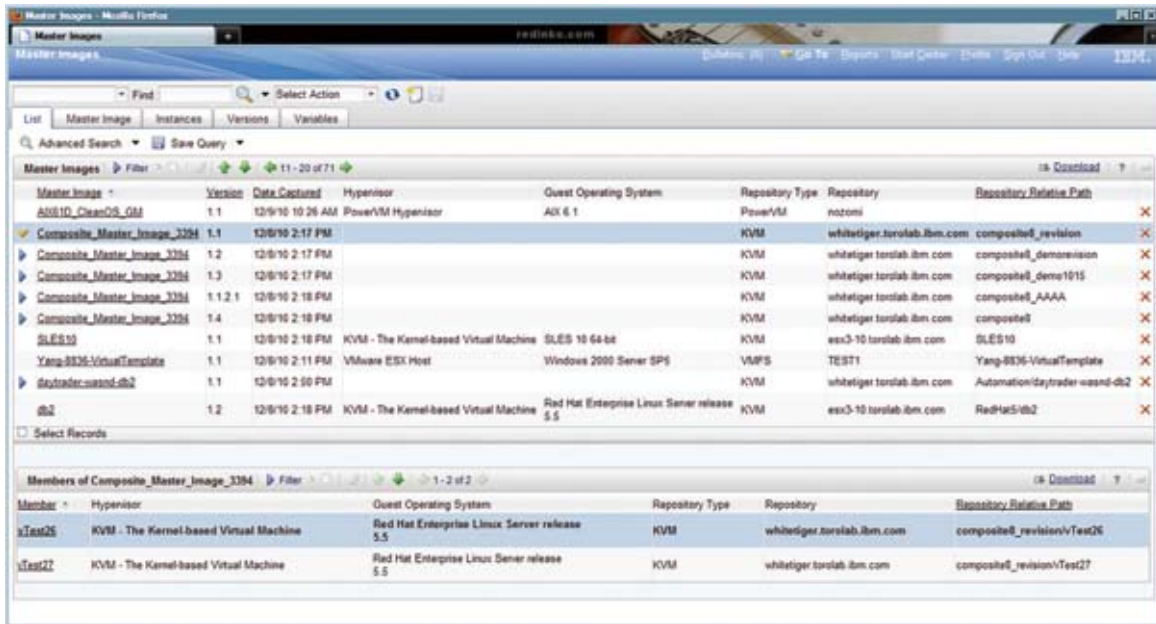 Master Images - Mozilla Firefox
Master Images
redinko.com
Master Images
Bulletins: (0) Go To Reports Start Center Profile Sign Out Help IBM.
Find Select Action
List Master Image Instances Versions Variables
Advanced Search Save Query
Master Images Filter 11 - 20 of 71 Download ?
Master Image Version Date Captured Hypervisor Guest Operating System Repository Type Repository Repository Relative Path
AIX61D_CleanOS_GM 1.1 12/9/10 10:26 AM PowerVM Hypervisor AIX 6.1 PowerVM nozomi
Composite_Master_Image_3394 1.1 12/8/10 2:17 PM KVM whitetiger.torolab.ibm.com composite8_revision
Composite_Master_Image_3394 1.2 12/8/10 2:17 PM KVM whitetiger.torolab.ibm.com composite8_demorevision
Composite_Master_Image_3394 1.3 12/8/10 2:17 PM KVM whitetiger.torolab.ibm.com composite8_demo1015
Composite_Master_Image_3394 1.1.2.1 12/8/10 2:18 PM KVM whitetiger.torolab.ibm.com composite8_AAAA
Composite_Master_Image_3394 1.4 12/8/10 2:18 PM KVM whitetiger.torolab.ibm.com composite8
SLES10 1.1 12/8/10 2:18 PM KVM - The Kernel-based Virtual Machine SLES 10 64-bit KVM esx3-10.torolab.ibm.com SLES10
Yang-8836-VirtualTemplate 1.1 12/8/10 2:11 PM VMware ESX Host Windows 2000 Server SP5 VMFS TEST1 Yang-8836-VirtualTemplate
daytrader-wasnd-db2 1.1 12/8/10 2:50 PM KVM whitetiger.torolab.ibm.com Automation/daytrader-wasnd-db2
db2 1.2 12/8/10 2:18 PM KVM - The Kernel-based Virtual Machine Red Hat Enterprise Linux Server release 5.5 KVM esx3-10.torolab.ibm.com RedHat5/db2
Select Records
Members of Composite_Master_Image_3394 Filter 1 - 2 of 2 Download ?
Member Hypervisor Guest Operating System Repository Type Repository Repository Relative Path
vTest26 KVM - The Kernel-based Virtual Machine Red Hat Enterprise Linux Server release 5.5 KVM whitetiger.torolab.ibm.com composite8_revision/vTest26
vTest27 KVM - The Kernel-based Virtual Machine Red Hat Enterprise Linux Server release 5.5 KVM whitetiger.torolab.ibm.com composite8_revision/vTest27